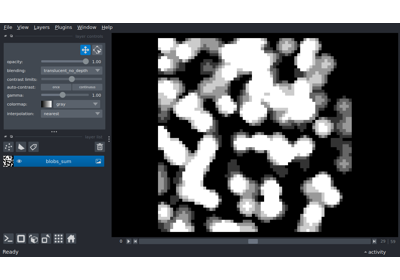 File View Layers Plugins Window Help
opacity: 1.00
blending: translucent_no_depth
contrast limits:
auto-contrast: once continuous
gamma: 1.00
colormap: gray
interpolation: nearest
blobs_sum
Ready
activity